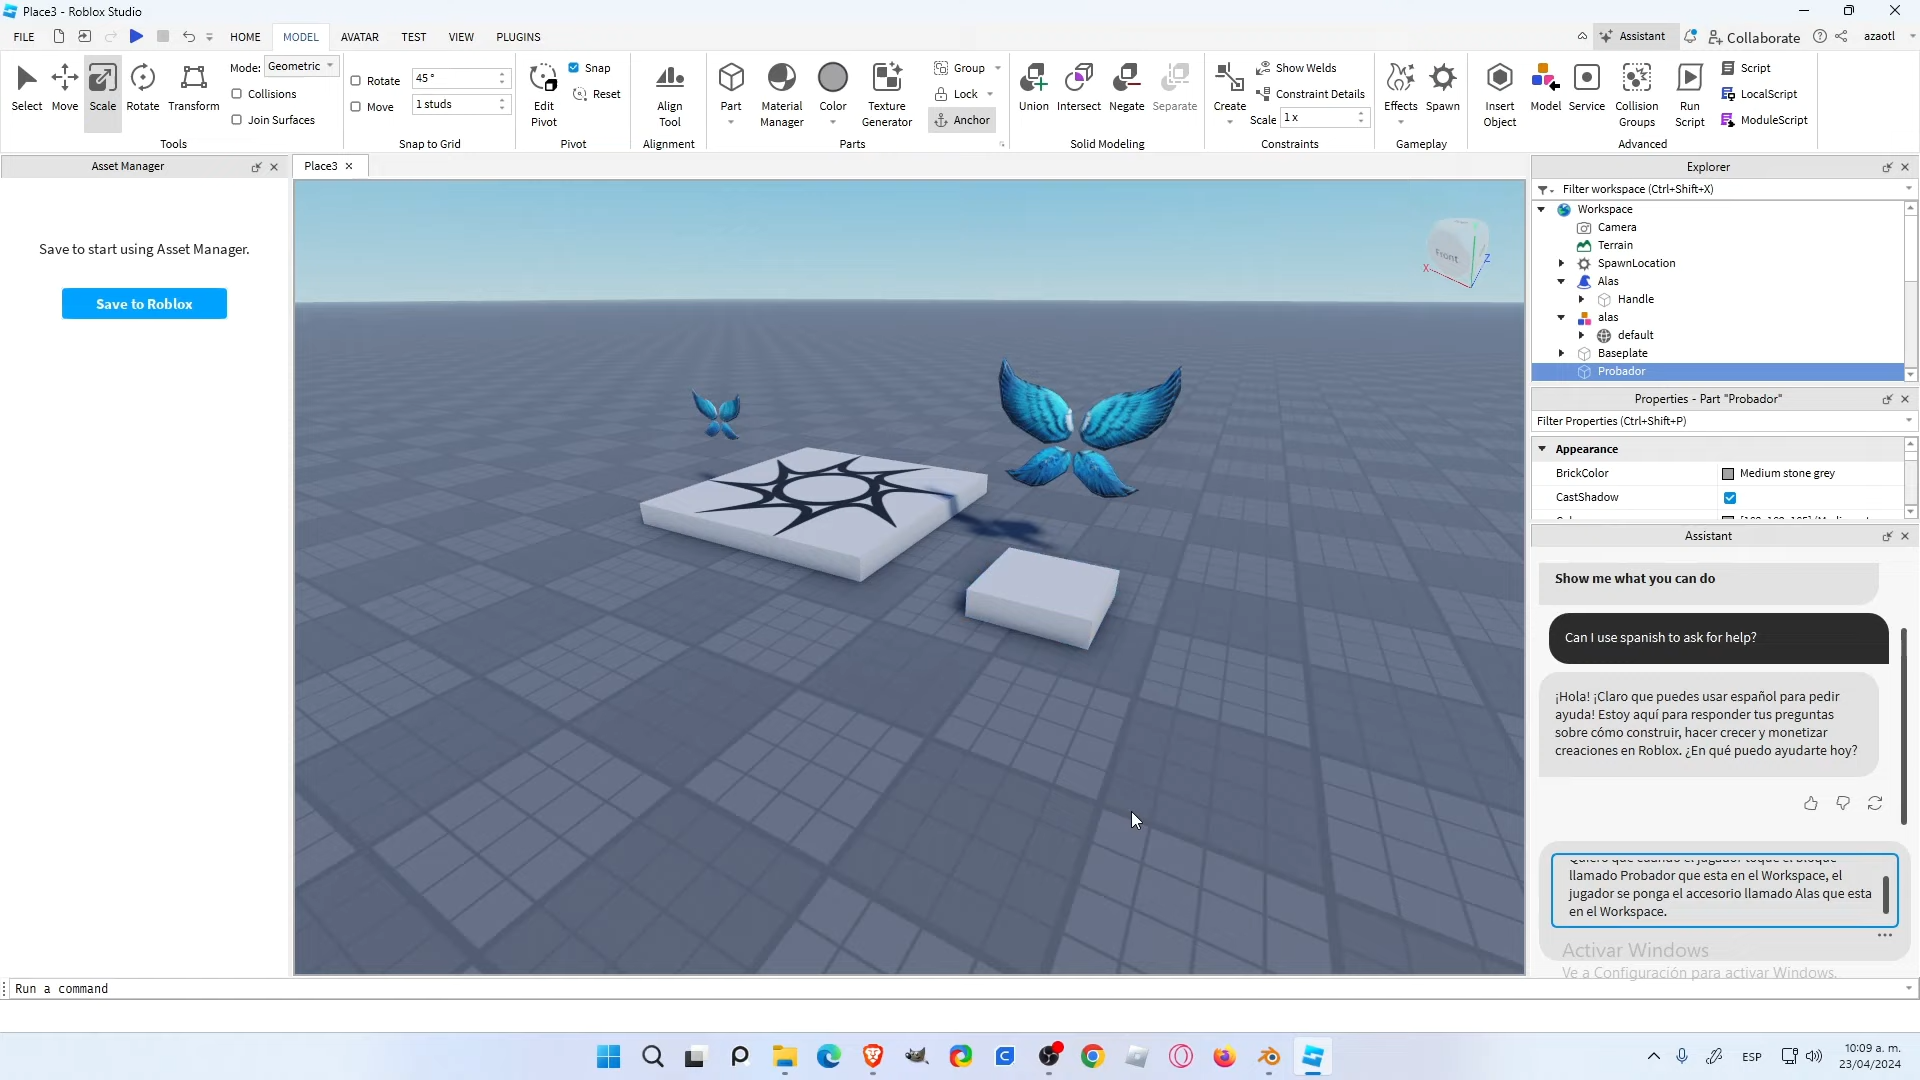 Place3 - Roblox Studio
FILE
HOME
MODEL
AVATAR
TEST
VIEW
PLUGINS
Assistant
Collaborate
azaotl
Select
Move
Scale
Rotate
Transform
Mode: Geometric
Collisions
Join Surfaces
Tools
Rotate 45 °
Move 1 studs
Snap to Grid
Edit
Pivot
Snap
Reset
Pivot
Align
Tool
Alignment
Part
Material
Manager
Color
Texture
Generator
Group
Lock
Anchor
Parts
Union
Intersect
Negate
Separate
Solid Modeling
Create
Show Welds
Constraint Details
Scale 1 x
Constraints
Effects
Spawn
Gameplay
Insert
Object
Model
Service
Collision
Groups
Run
Script
Script
LocalScript
ModuleScript
Advanced
Asset Manager
Save to start using Asset Manager.
Save to Roblox
Place3
Front
X
Z
Explorer
Filter workspace (Ctrl+Shift+X)
Workspace
Camera
Terrain
SpawnLocation
Alas
Handle
alas
default
Baseplate
Probador
Properties - Part "Probador"
Filter Properties (Ctrl+Shift+P)
Appearance
BrickColor Medium stone grey
CastShadow
Assistant
Show me what you can do
Can I use spanish to ask for help?
¡Hola! ¡Claro que puedes usar español para pedir
ayuda! Estoy aquí para responder tus preguntas
sobre cómo construir, hacer crecer y monetizar
creaciones en Roblox. ¿En qué puedo ayudarte hoy?
Quiero que cuando el jugador toque el bloque
llamado Probador que esta en el Workspace, el
jugador se ponga el accesorio llamado Alas que esta
en el Workspace.
Activar Windows
Ve a Configuración para activar Windows.
Run a command
ESP
10:09 a. m.
23/04/2024